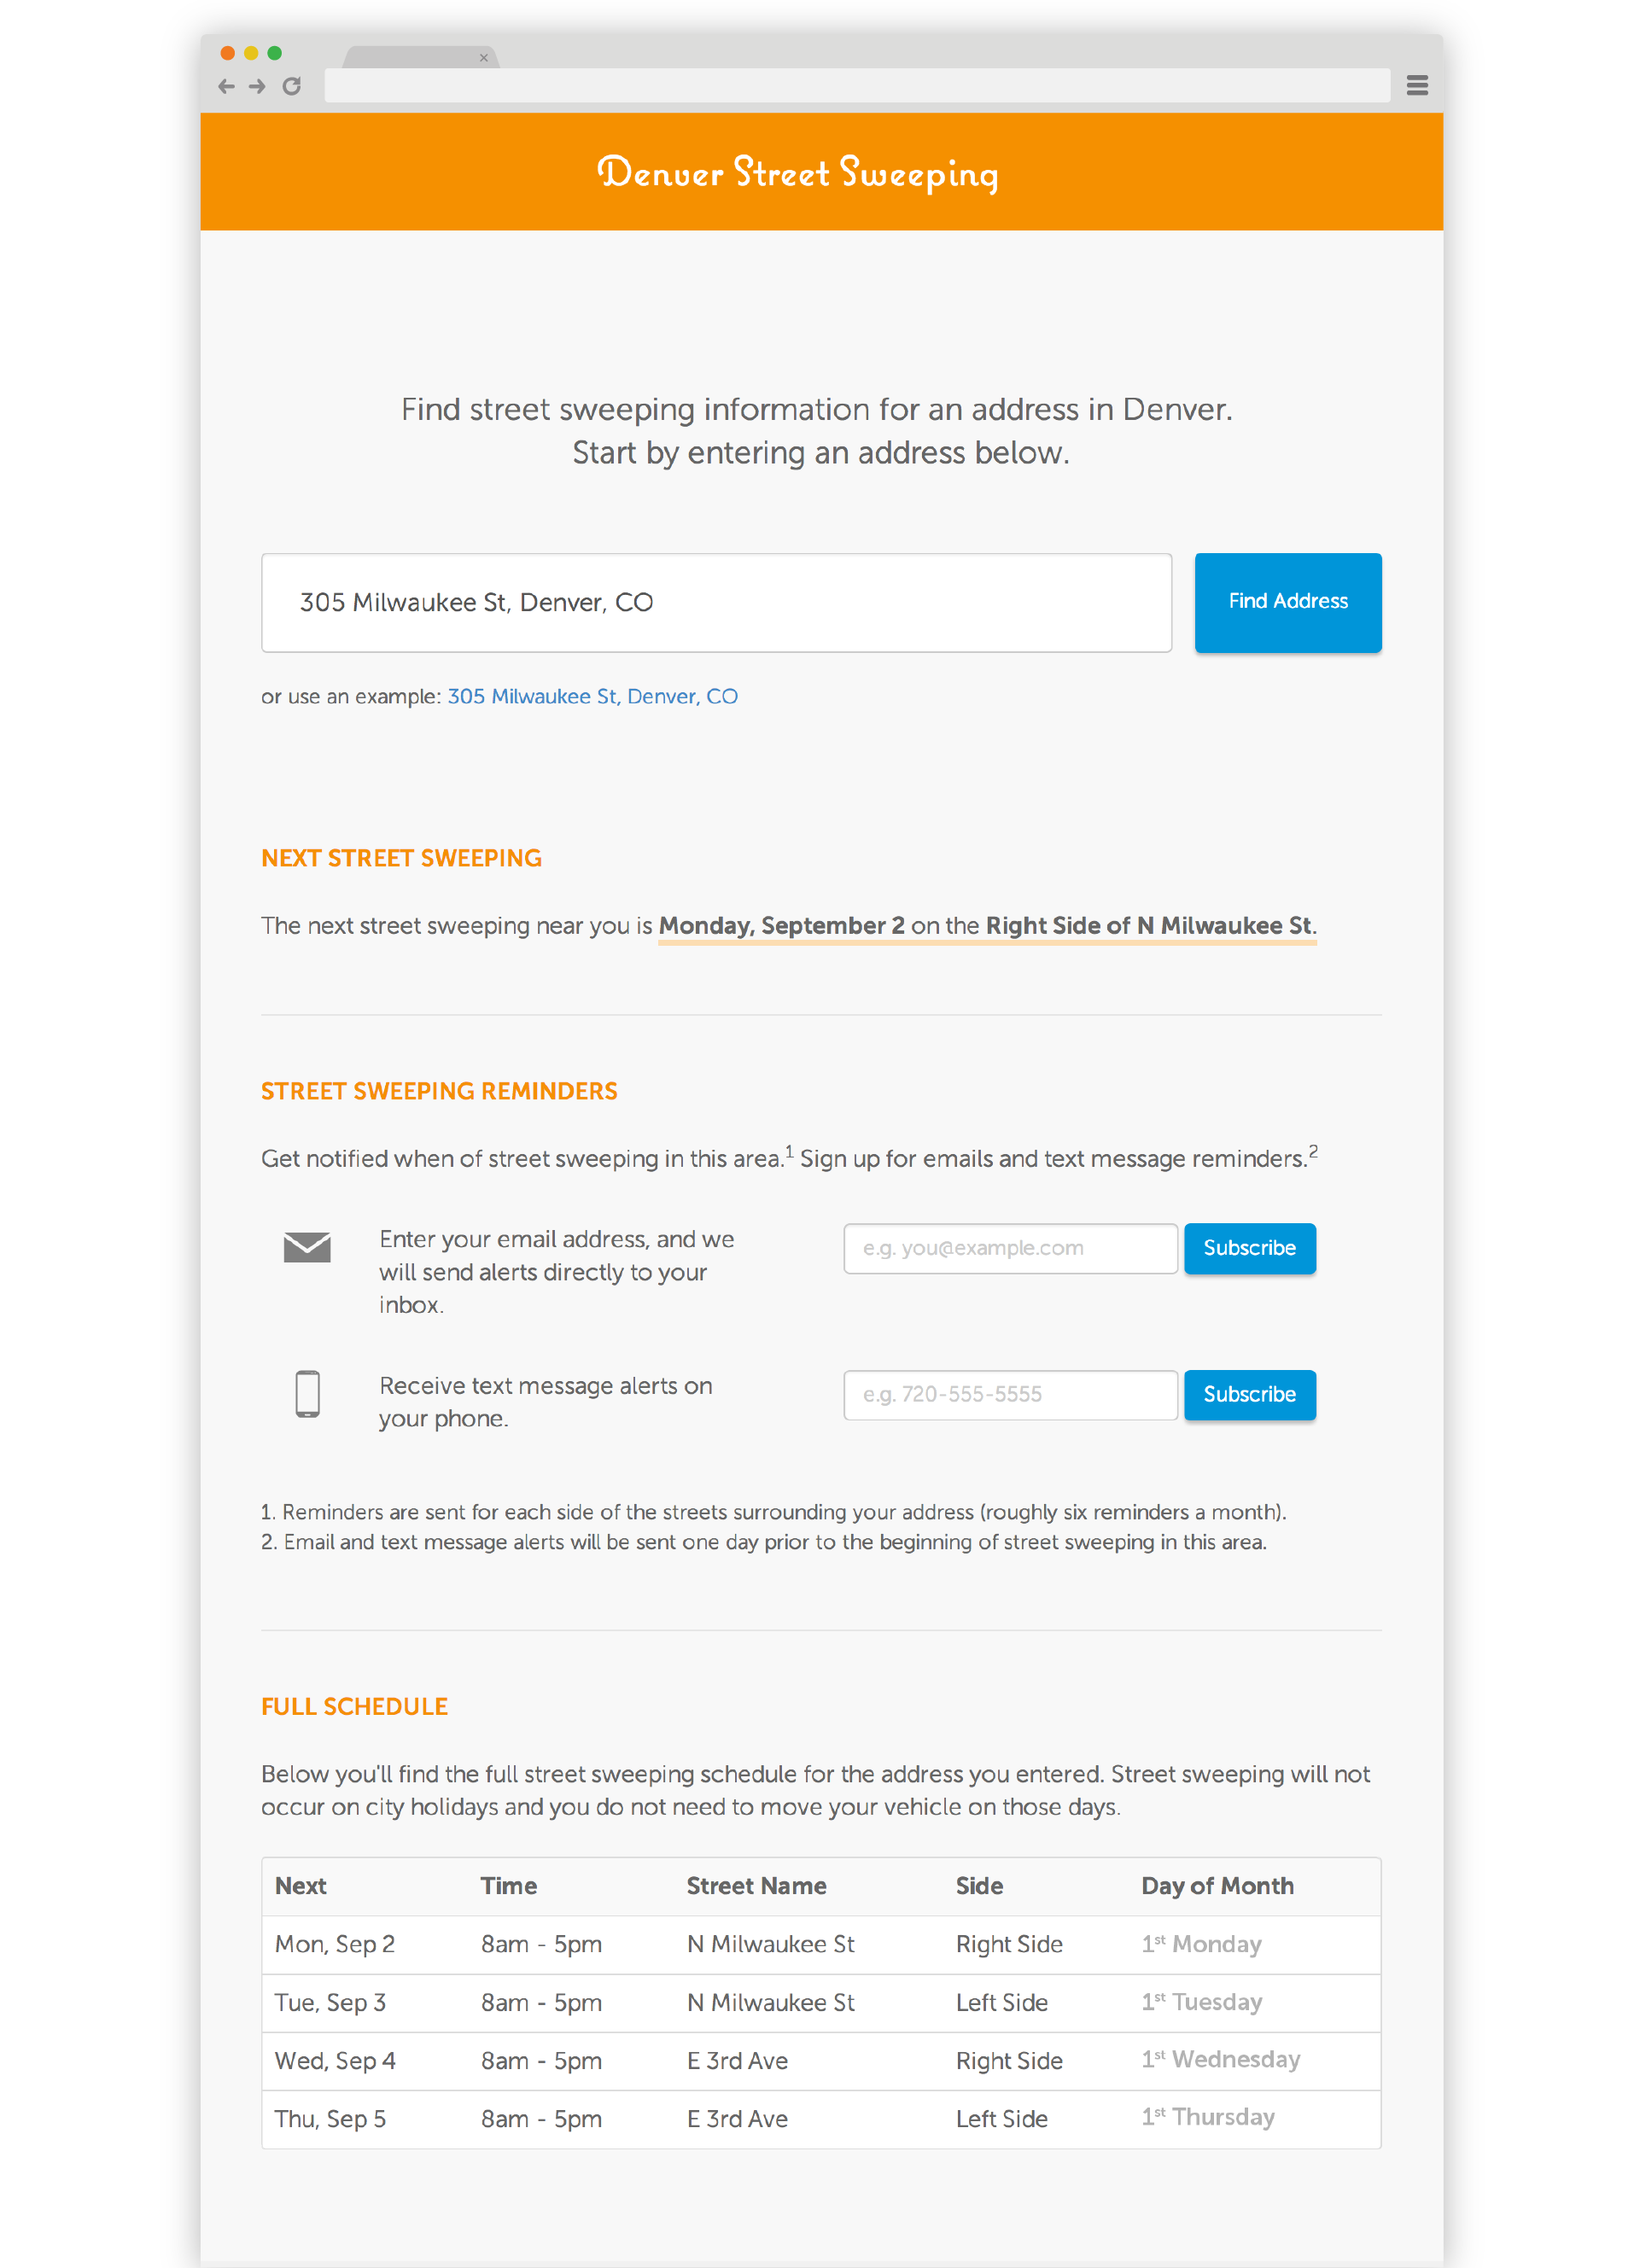 Denver Street Sweeping
Find street sweeping information for an address in Denver.
Start by entering an address below.
305 Milwaukee St, Denver, CO
Find Address
or use an example: 305 Milwaukee St, Denver, CO
NEXT STREET SWEEPING
The next street sweeping near you is Monday, September 2 on the Right Side of N Milwaukee St.
STREET SWEEPING REMINDERS
Get notified when of street sweeping in this area.1 Sign up for emails and text message reminders.2
Enter your email address, and we
will send alerts directly to your
inbox.
e.g. you@example.com
Subscribe
Receive text message alerts on
your phone.
e.g. 720-555-5555
Subscribe
1. Reminders are sent for each side of the streets surrounding your address (roughly six reminders a month).
2. Email and text message alerts will be sent one day prior to the beginning of street sweeping in this area.
FULL SCHEDULE
Below you'll find the full street sweeping schedule for the address you entered. Street sweeping will not
occur on city holidays and you do not need to move your vehicle on those days.
Next Time Street Name Side Day of Month
Mon, Sep 2 8am - 5pm N Milwaukee St Right Side 1st Monday
Tue, Sep 3 8am - 5pm N Milwaukee St Left Side 1st Tuesday
Wed, Sep 4 8am - 5pm E 3rd Ave Right Side 1st Wednesday
Thu, Sep 5 8am - 5pm E 3rd Ave Left Side 1st Thursday